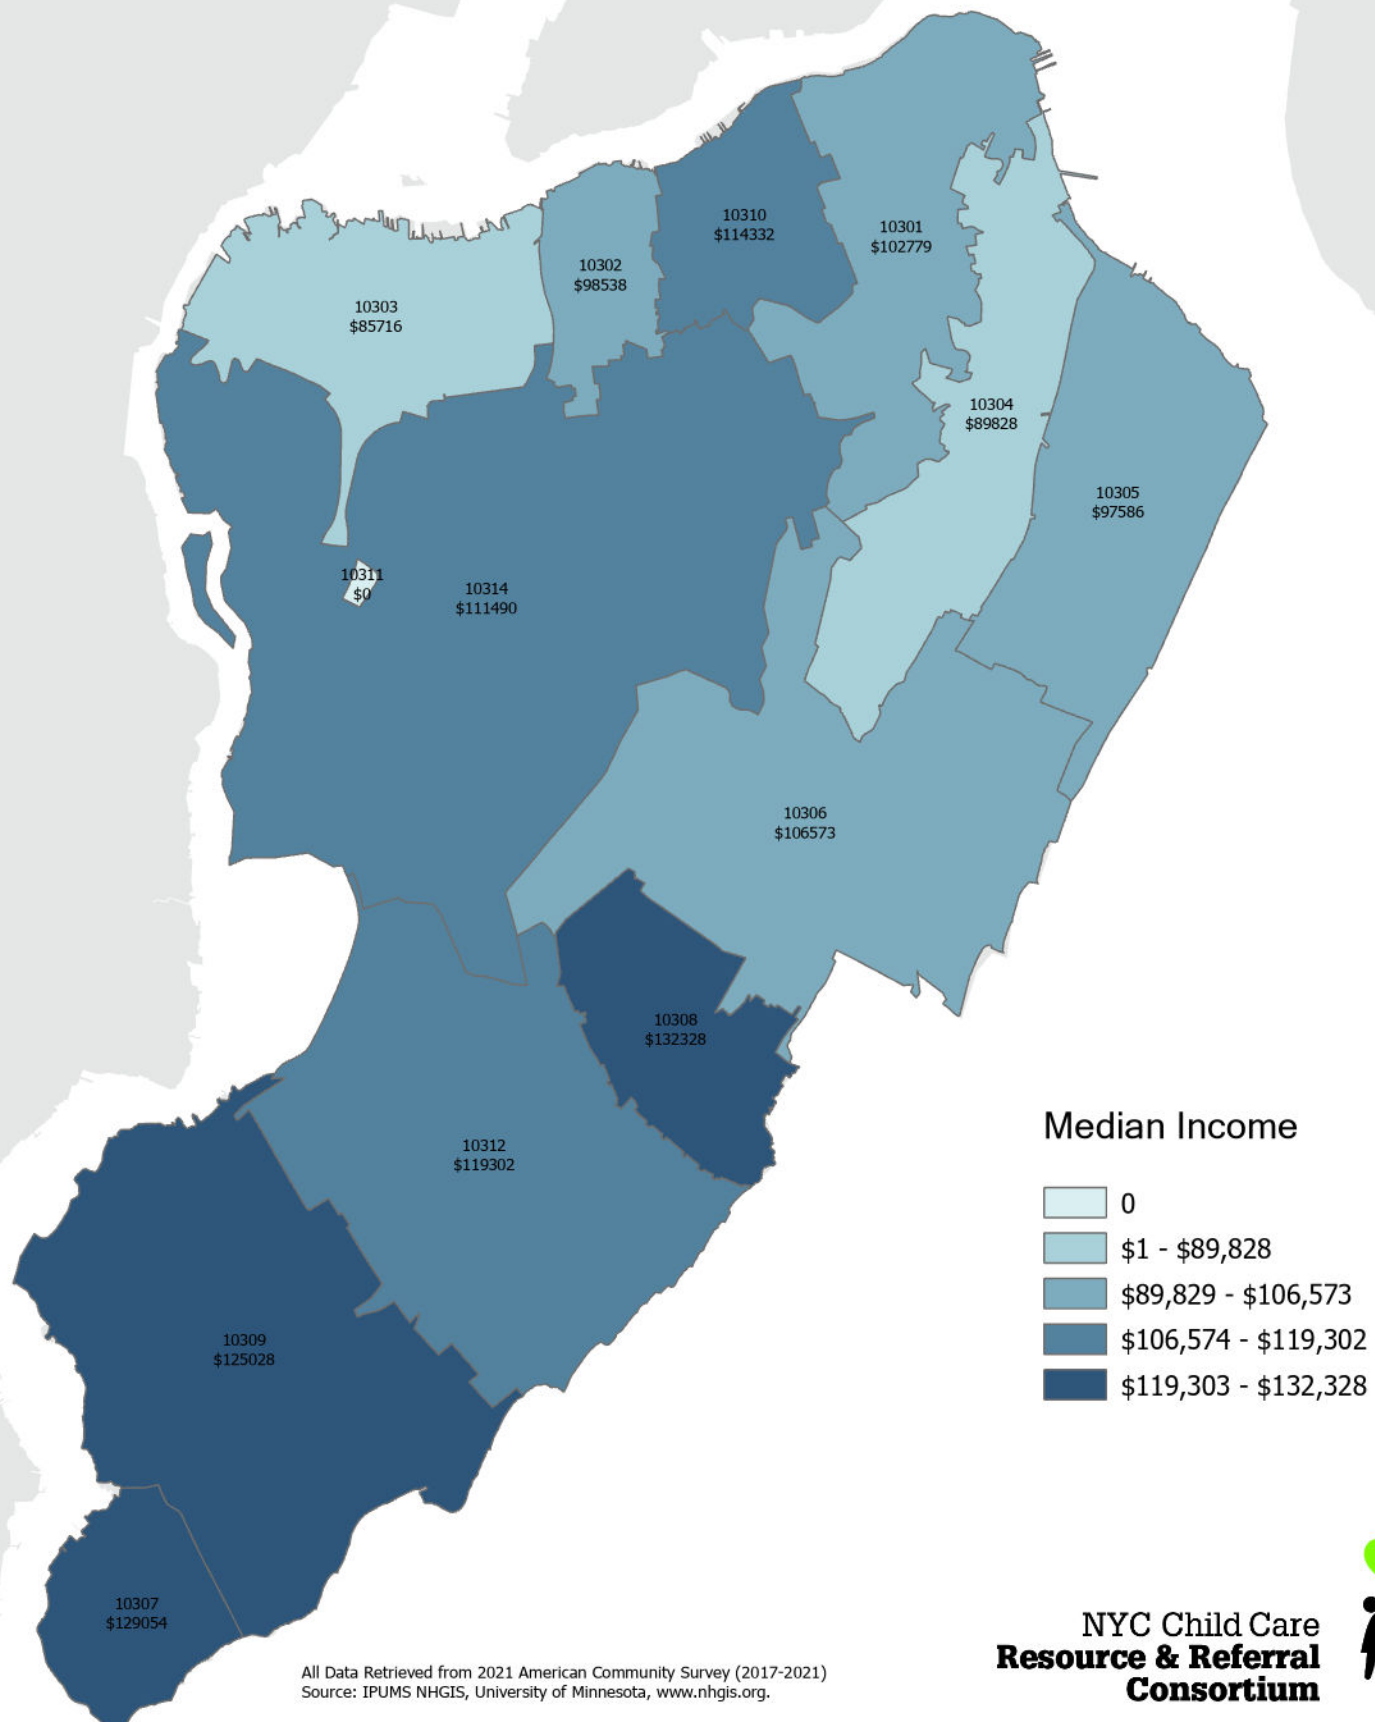 10310
$114332
10301
$102779
10302
$98538
10303
$85716
10304
$89828
10305
$97586
10311
$0
10314
$111490
10306
$106573
10308
$132328
10312
$119302
10309
$125028
10307
$129054
Median Income
0
$1 - $89,828
$89,829 - $106,573
$106,574 - $119,302
$119,303 - $132,328
All Data Retrieved from 2021 American Community Survey (2017-2021)
Source: IPUMS NHGIS, University of Minnesota, www.nhgis.org.
NYC Child Care
Resource & Referral
Consortium